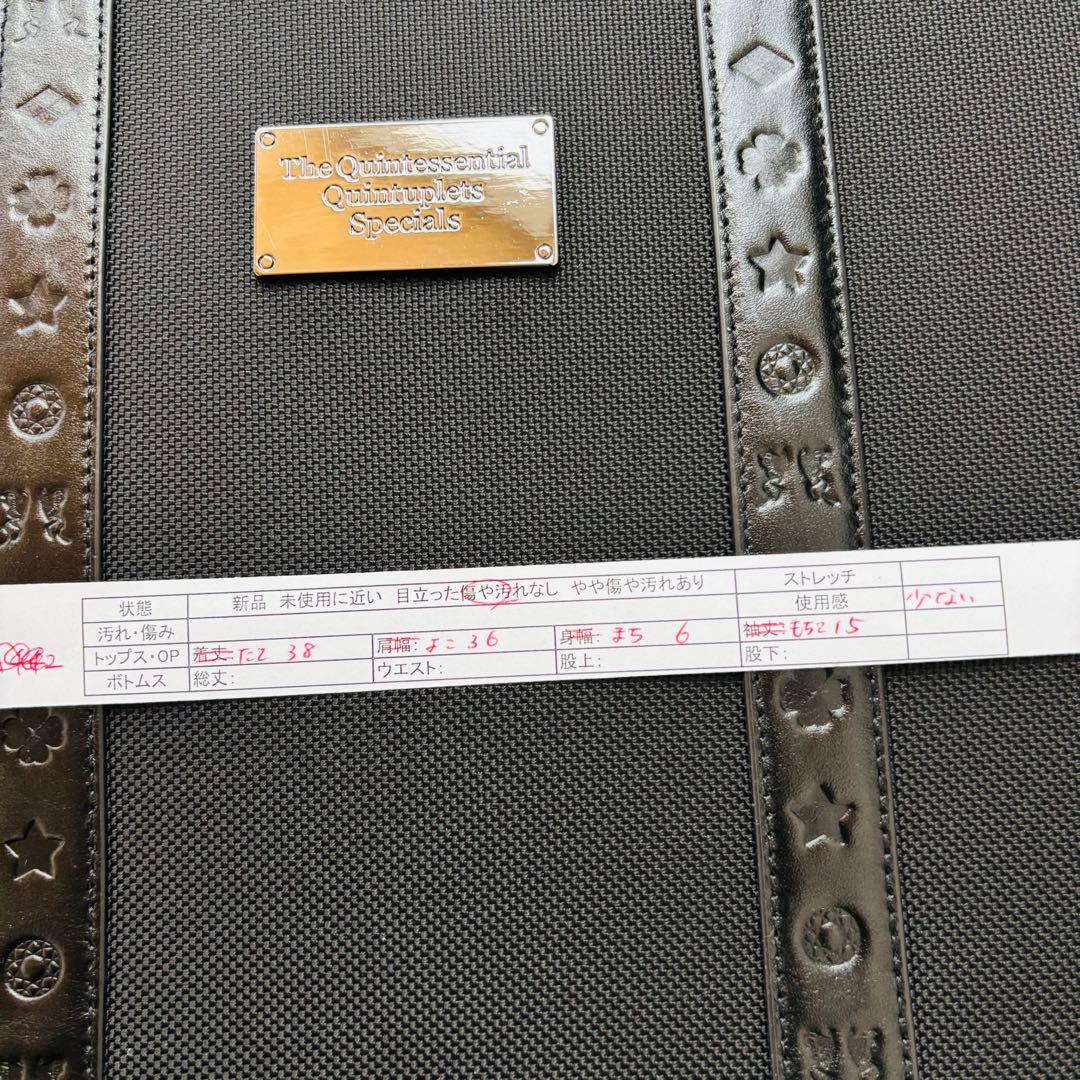 The Quintessential
Quintuplets
Specials
状態 新品 未使用に近い 目立った傷や汚れなし やや傷や汚れあり ストレッチ
汚れ・傷み 使用感 少ない
トップス・OP 着丈: たて 38 肩幅: よこ 36 身幅: まち 6 袖丈: もちて 15
ボトムス 総丈: ウエスト: 股上: 股下: